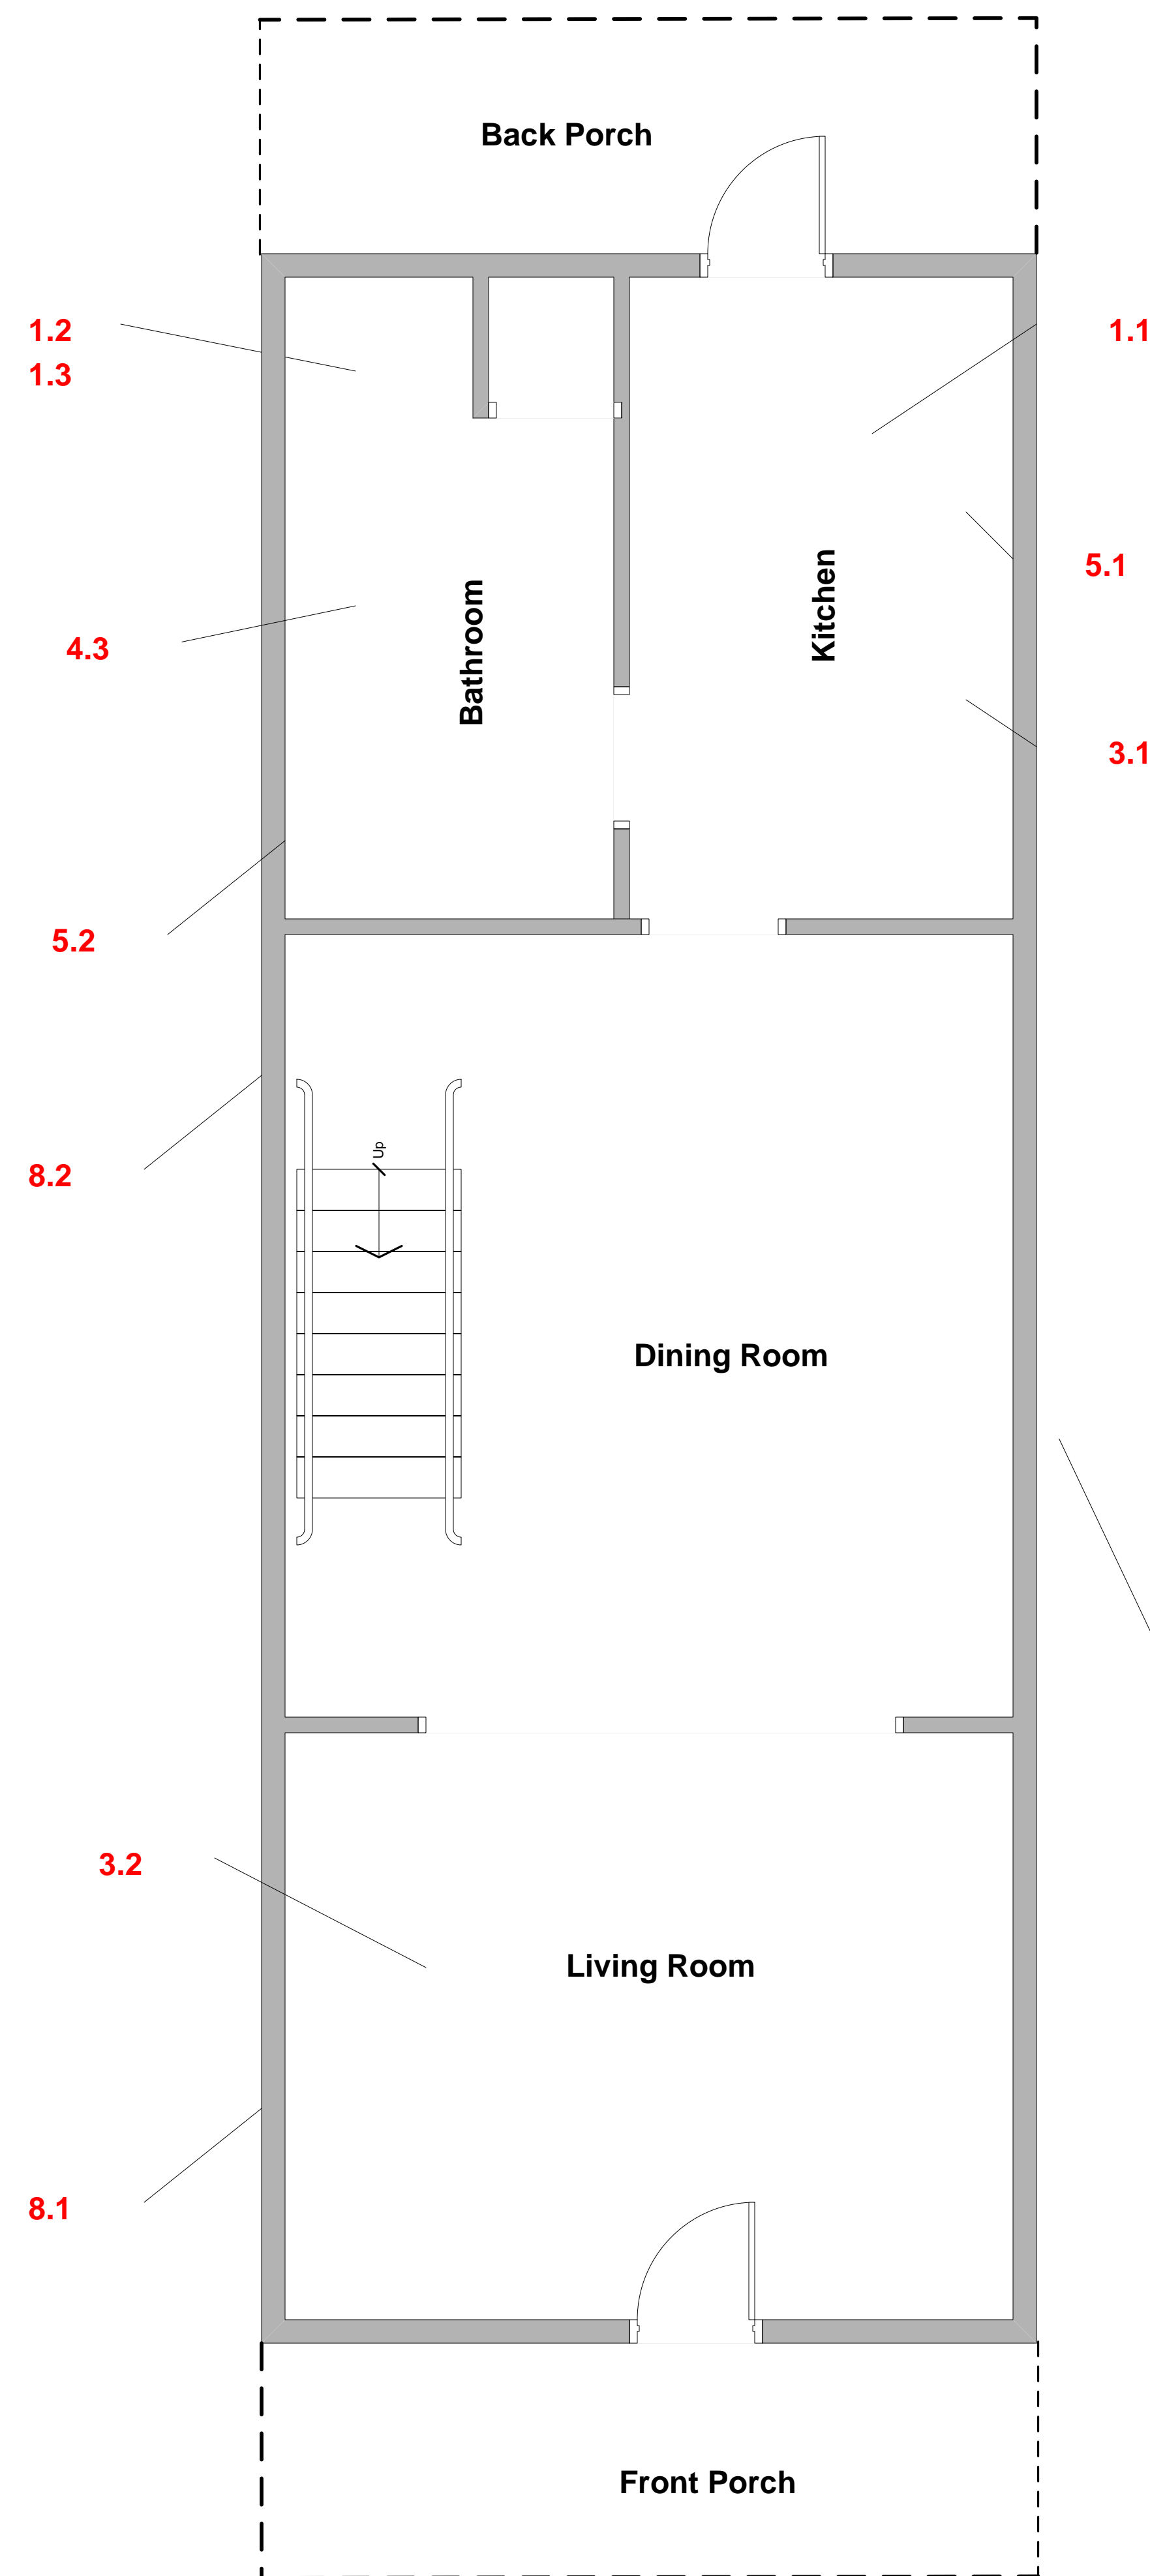 Back Porch
1.2
1.3
1.1
5.1
Kitchen
Bathroom
4.3
3.1
5.2
Up
8.2
Dining Room
3.2
Living Room
8.1
Front Porch